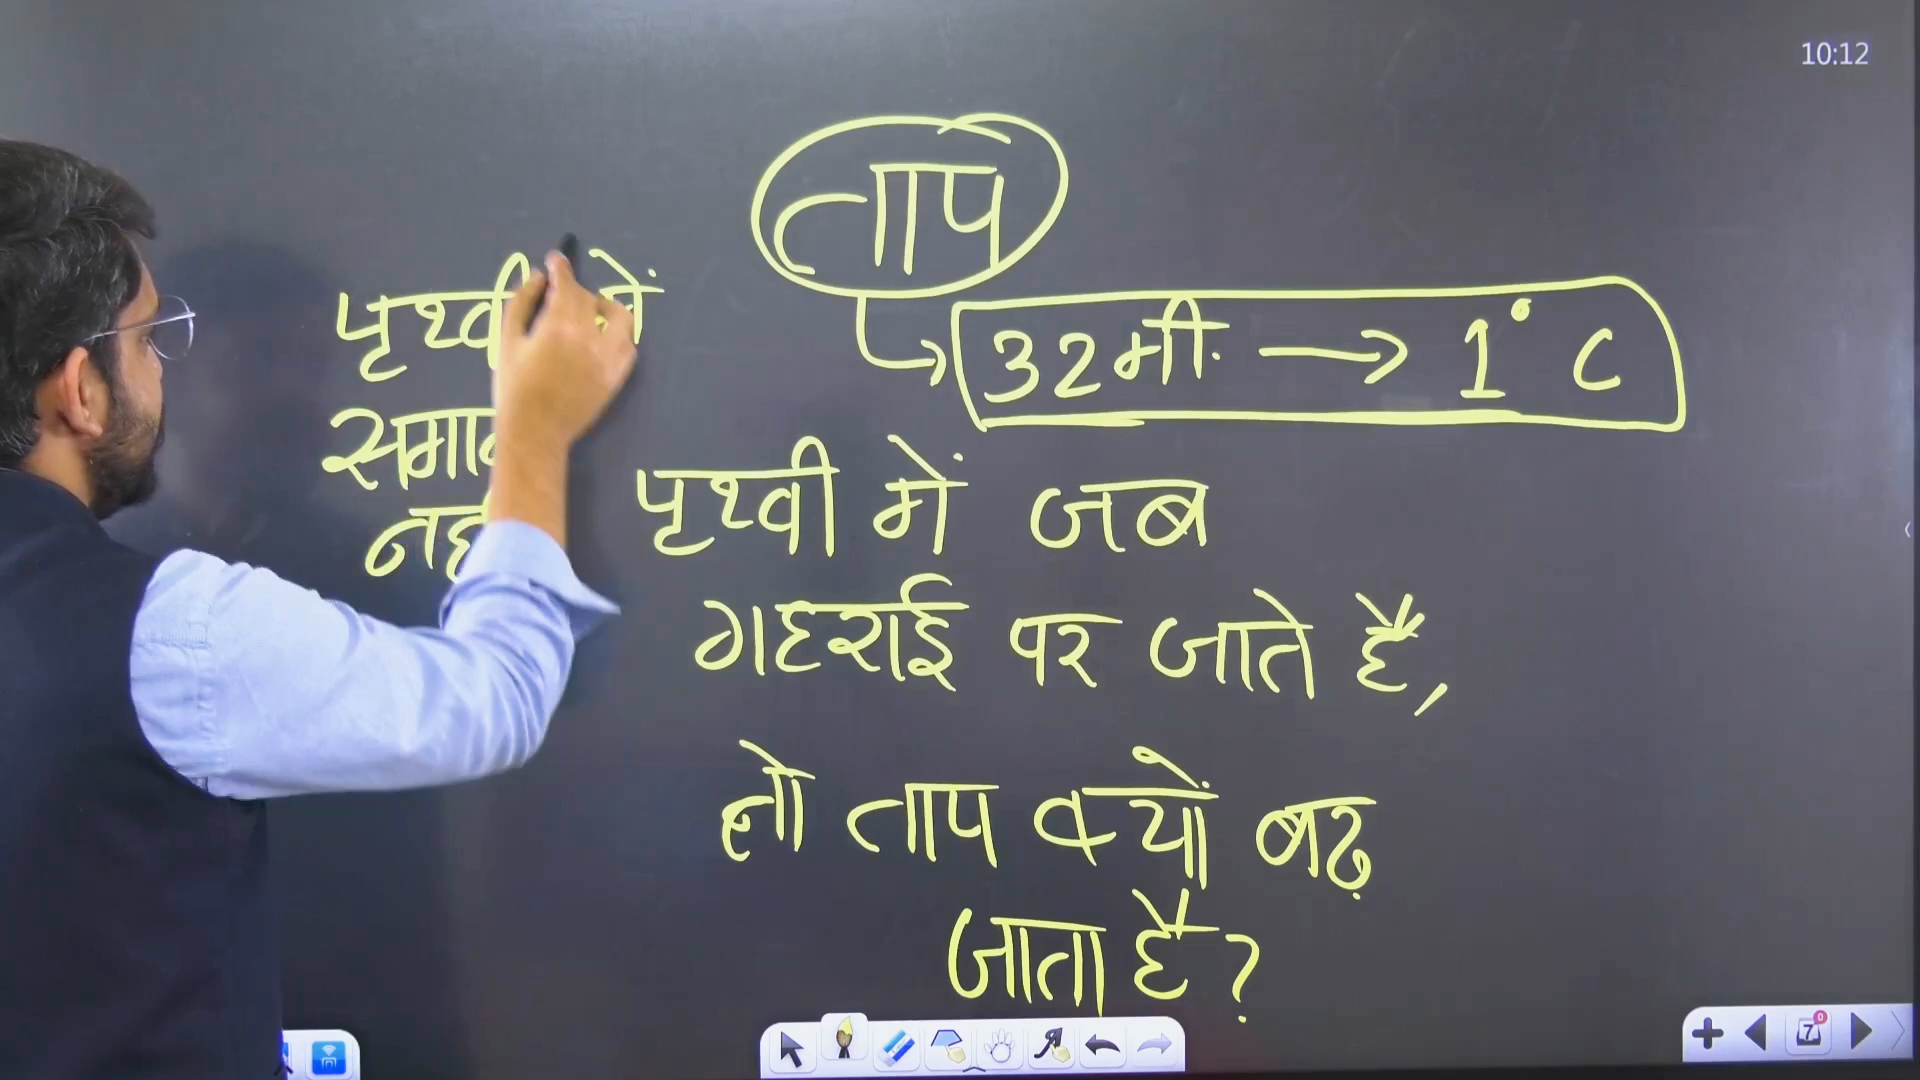 10:12
ताप
32मी. → 1°C
पृथ्वी में
पृथ्वी में जब
गहराई पर जाते है,
तो ताप क्यों बढ़
जाता है?